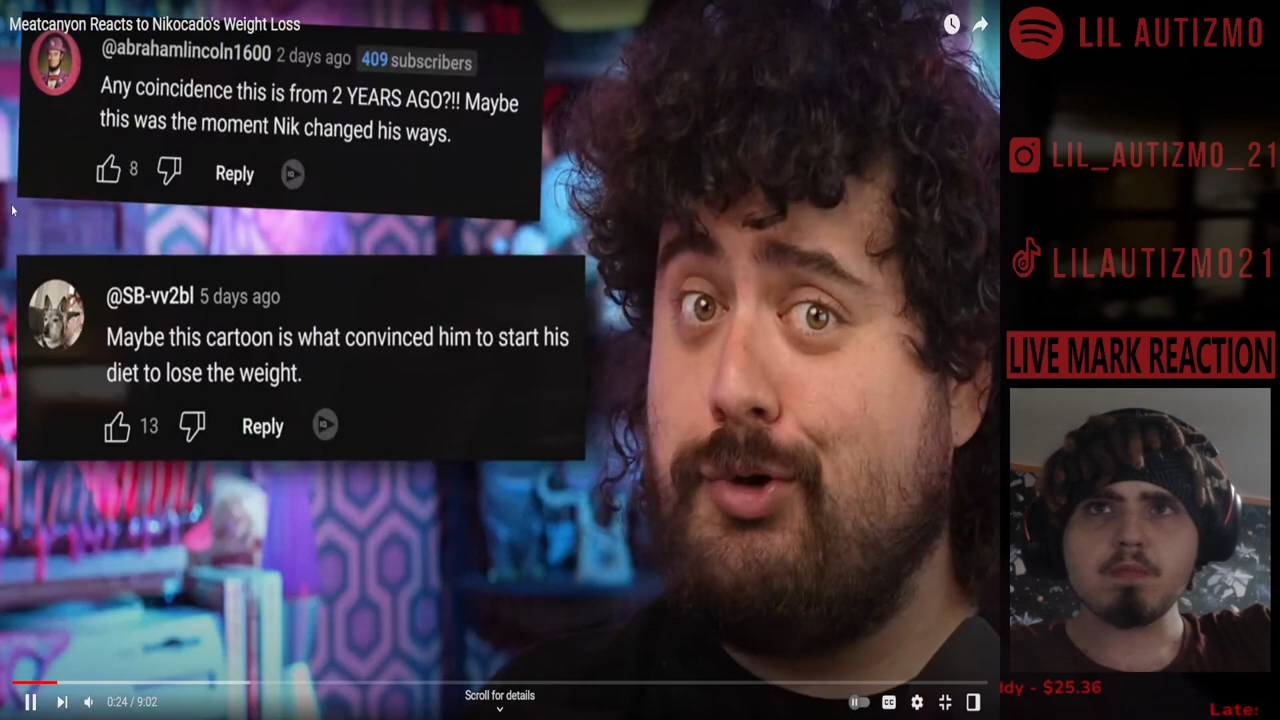 Meatcanyon Reacts to Nikocado's Weight Loss
@abrahamlincoln1600 2 days ago 409 subscribers
Any coincidence this is from 2 YEARS AGO?!! Maybe
this was the moment Nik changed his ways.
8 Reply
@SB-vv2bl 5 days ago
Maybe this cartoon is what convinced him to start his
diet to lose the weight.
13 Reply
0:24 / 9:02
Scroll for details
CC
LIL AUTIZMO
LIL_AUTIZMO_21
LILAUTIZMO21
LIVE MARK REACTION
ddy - $25.36
Late